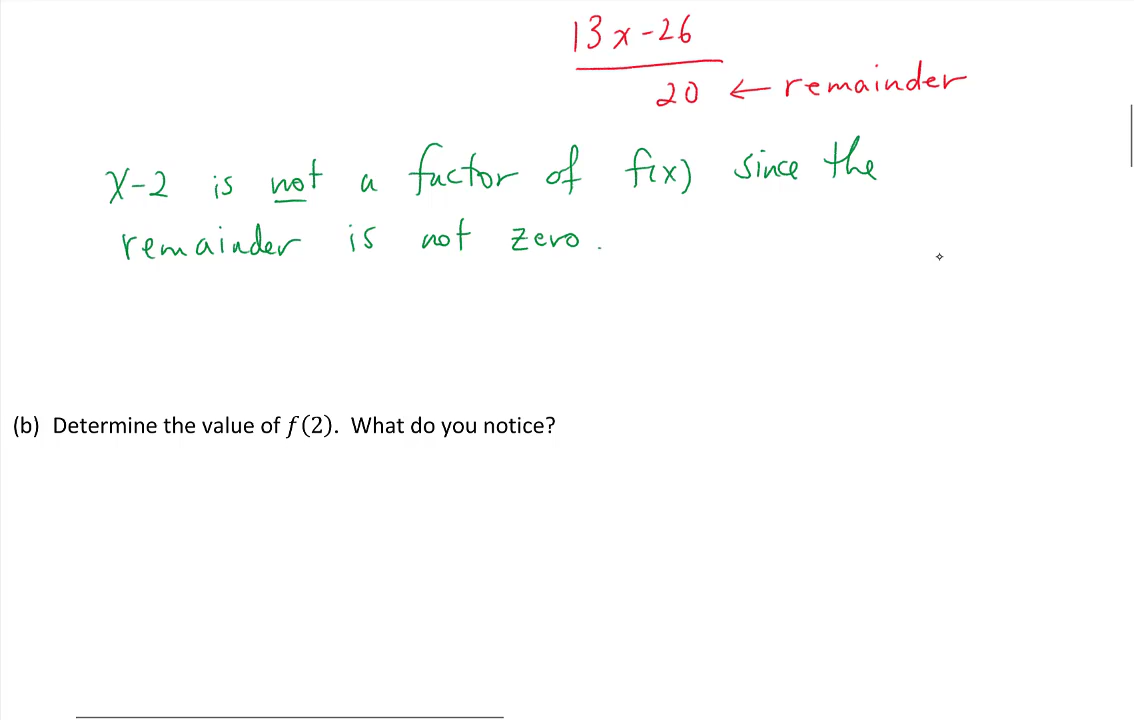 13x-26
20 ← remainder
x-2 is not a factor of f(x) since the
remainder is not zero.
(b) Determine the value of f(2). What do you notice?